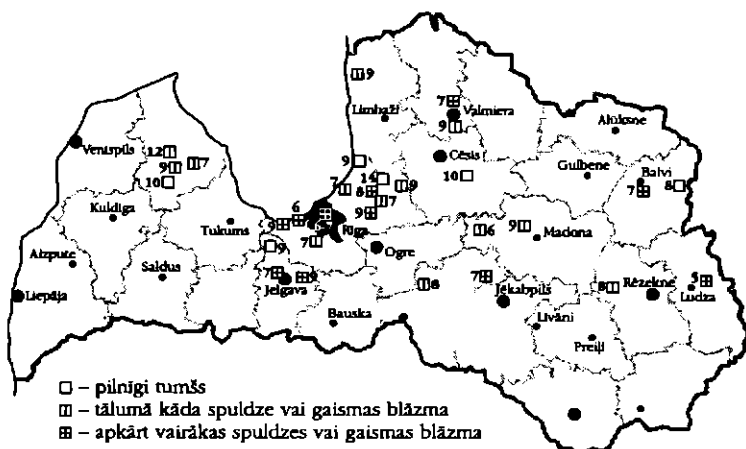 9
Limbaži
7
Valmiera
9
Alūksne
Ventspils
12
9
7
10
9
Cēsis
10
Gulbene
Balvi
7
8
14
7
8
9
7
9
Kuldīga
Tukums
6
9
Rīga
7
9
Ogre
6
9
Madona
Aizpute
Saldus
7
9
Jelgava
8
7
Jēkabpils
8
Rēzekne
5
Ludza
Liepāja
Bauska
Līvāni
Preiļi
□ – pilnīgi tumšs
– tālumā kāda spuldze vai gaismas blāzma
– apkārt vairākas spuldzes vai gaismas blāzma